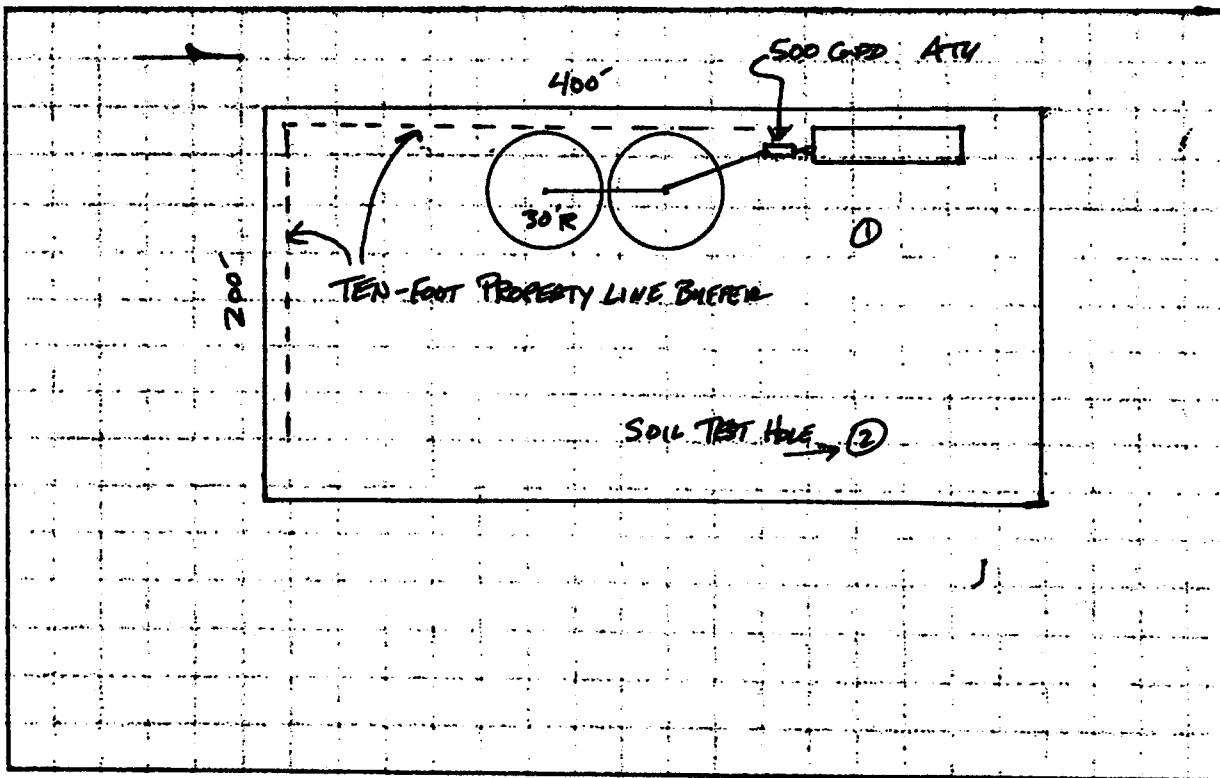 500 GPD ATU
400'
30'R
①
TEN-FOOT PROPERTY LINE BUFFER
200'
SOIL TEST HOLE → ②